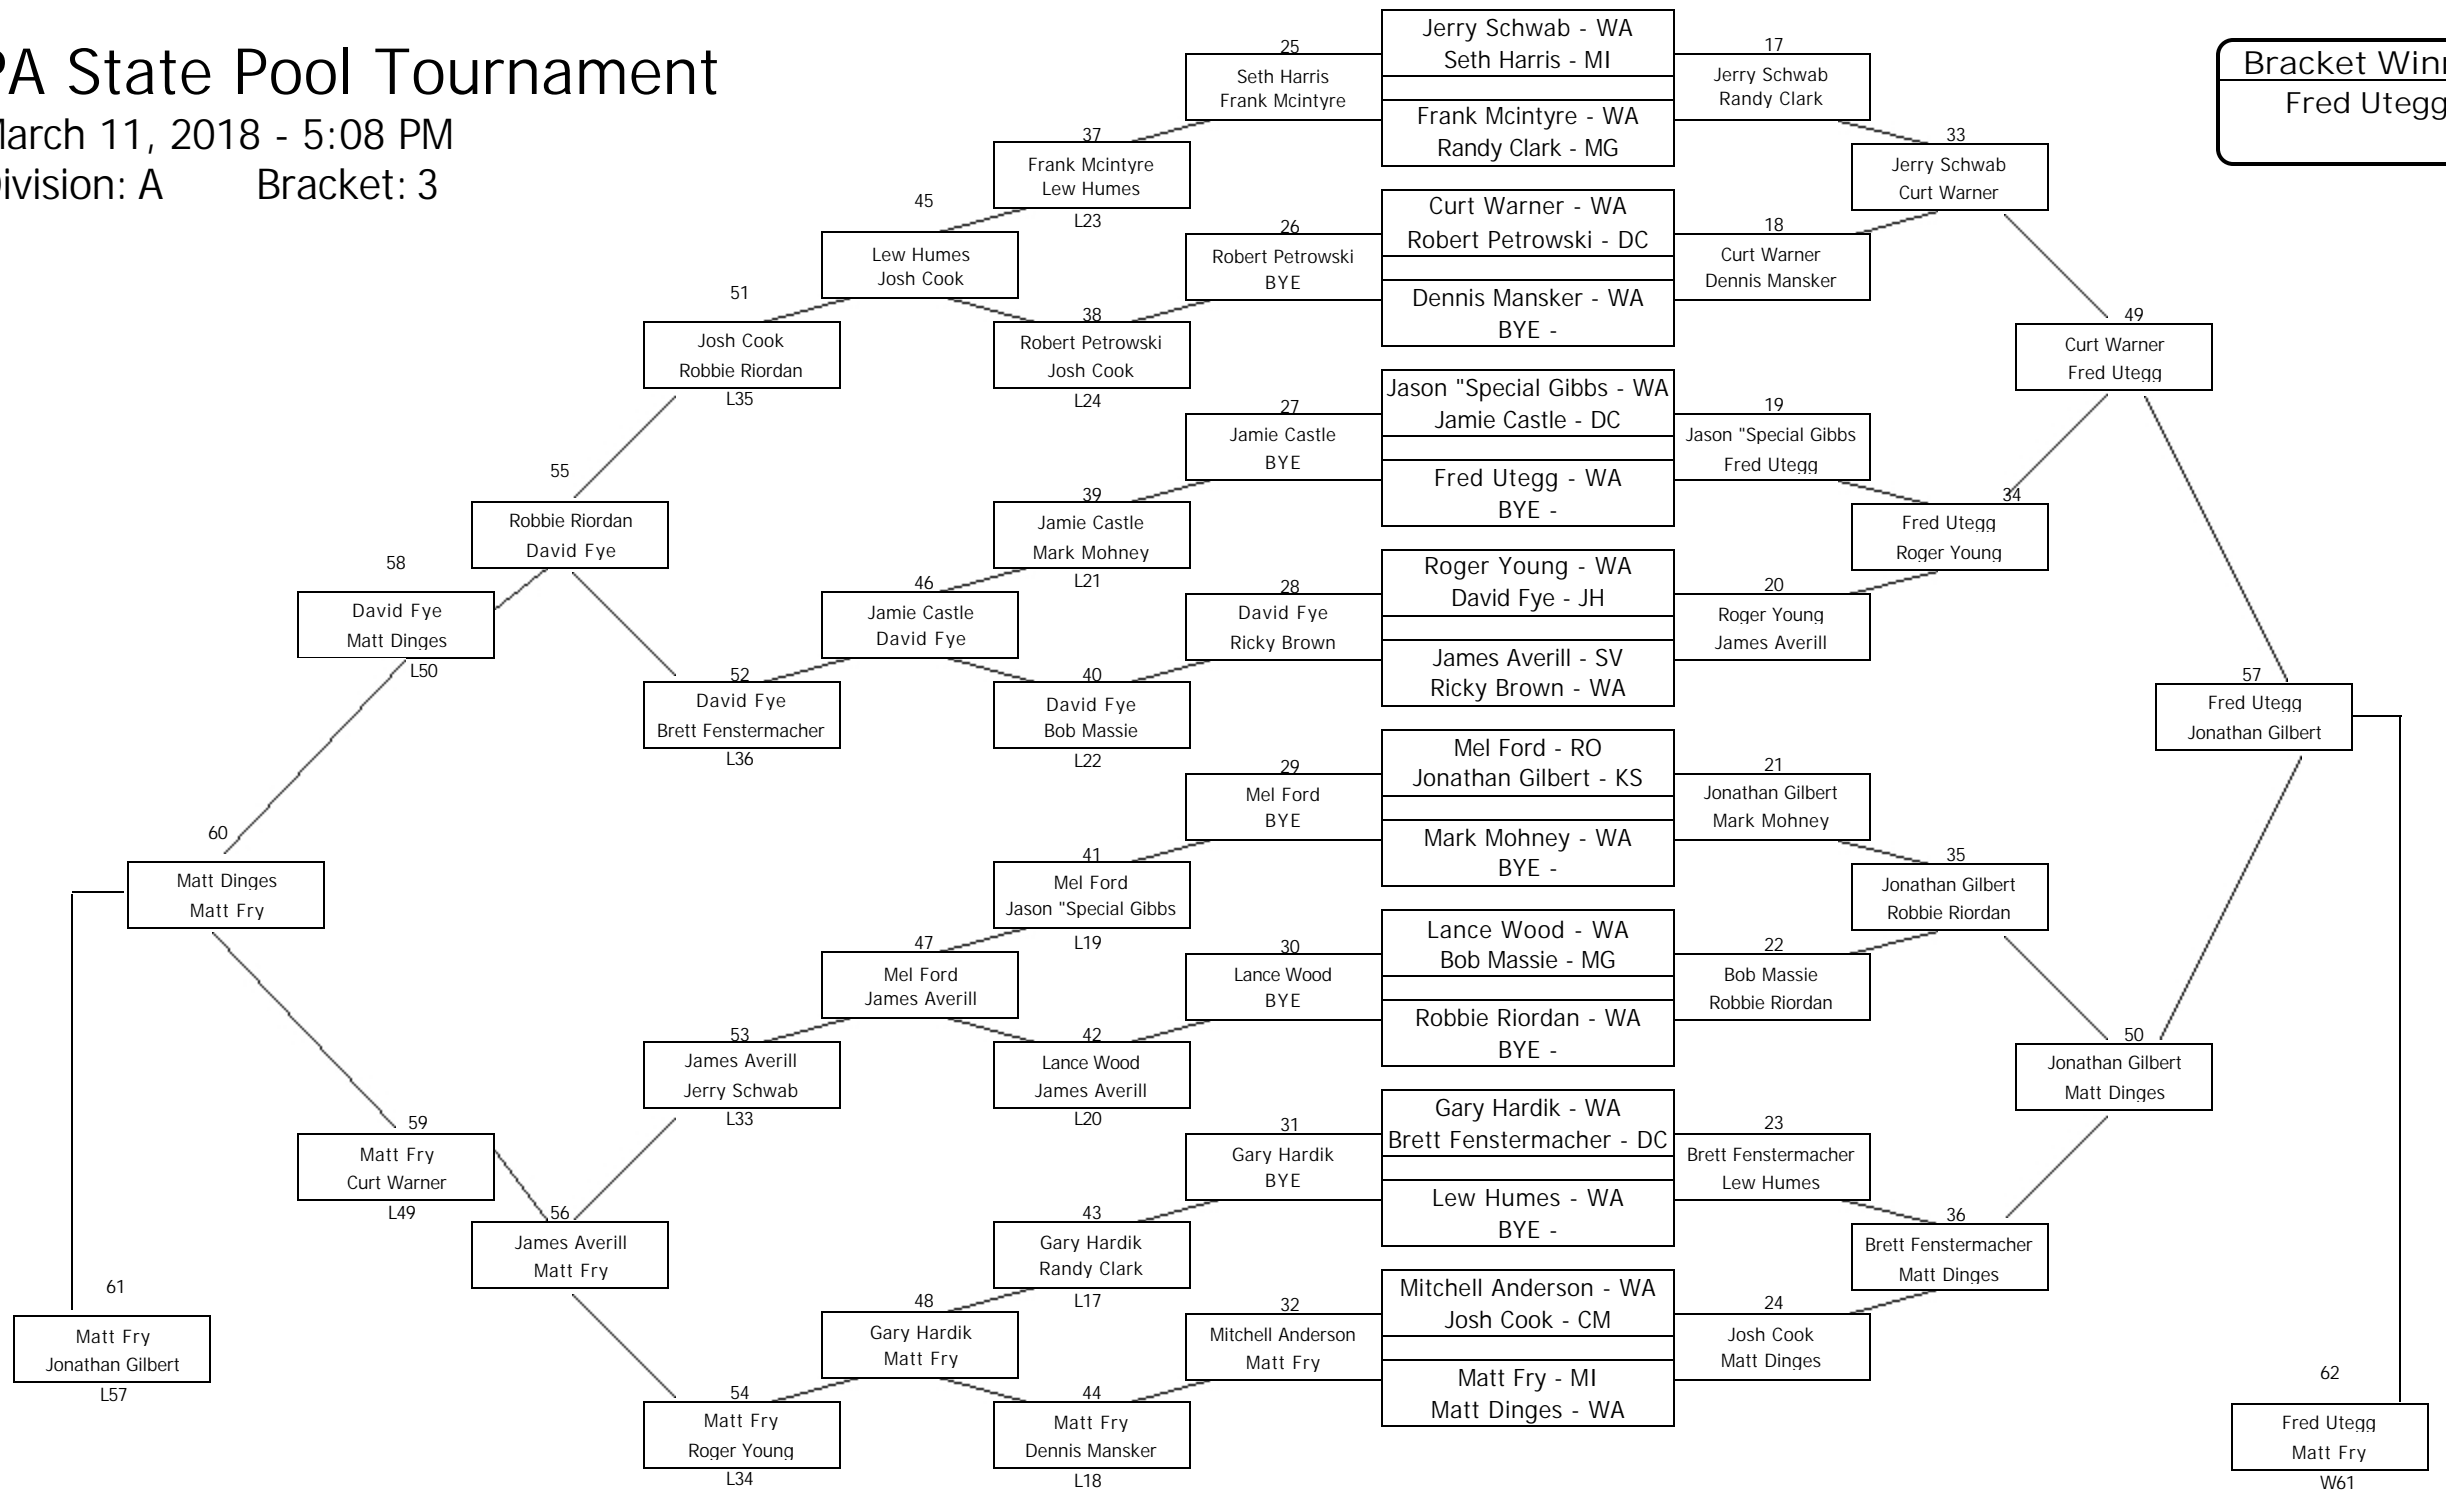 PA State Pool Tournament
March 11, 2018 - 5:08 PM
Division: A Bracket: 3
Bracket Winn
Fred Utegg
61
Matt Fry
Jonathan Gilbert
L57
60
Matt Dinges
Matt Fry
58
David Fye
Matt Dinges
L50
59
Matt Fry
Curt Warner
L49
55
Robbie Riordan
David Fye
56
James Averill
Matt Fry
51
Josh Cook
Robbie Riordan
L35
52
David Fye
Brett Fenstermacher
L36
53
James Averill
Jerry Schwab
L33
54
Matt Fry
Roger Young
L34
45
Lew Humes
Josh Cook
46
Jamie Castle
David Fye
47
Mel Ford
James Averill
48
Gary Hardik
Matt Fry
37
Frank Mcintyre
Lew Humes
L23
38
Robert Petrowski
Josh Cook
L24
39
Jamie Castle
Mark Mohney
L21
40
David Fye
Bob Massie
L22
41
Mel Ford
Jason "Special Gibbs
L19
42
Lance Wood
James Averill
L20
43
Gary Hardik
Randy Clark
L17
44
Matt Fry
Dennis Mansker
L18
25
Seth Harris
Frank Mcintyre
26
Robert Petrowski
BYE
27
Jamie Castle
BYE
28
David Fye
Ricky Brown
29
Mel Ford
BYE
30
Lance Wood
BYE
31
Gary Hardik
BYE
32
Mitchell Anderson
Matt Fry
Jerry Schwab - WA
Seth Harris - MI
Frank Mcintyre - WA
Randy Clark - MG
Curt Warner - WA
Robert Petrowski - DC
Dennis Mansker - WA
BYE -
Jason "Special Gibbs - WA
Jamie Castle - DC
Fred Utegg - WA
BYE -
Roger Young - WA
David Fye - JH
James Averill - SV
Ricky Brown - WA
Mel Ford - RO
Jonathan Gilbert - KS
Mark Mohney - WA
BYE -
Lance Wood - WA
Bob Massie - MG
Robbie Riordan - WA
BYE -
Gary Hardik - WA
Brett Fenstermacher - DC
Lew Humes - WA
BYE -
Mitchell Anderson - WA
Josh Cook - CM
Matt Fry - MI
Matt Dinges - WA
17
Jerry Schwab
Randy Clark
18
Curt Warner
Dennis Mansker
19
Jason "Special Gibbs
Fred Utegg
20
Roger Young
James Averill
21
Jonathan Gilbert
Mark Mohney
22
Bob Massie
Robbie Riordan
23
Brett Fenstermacher
Lew Humes
24
Josh Cook
Matt Dinges
33
Jerry Schwab
Curt Warner
34
Fred Utegg
Roger Young
35
Jonathan Gilbert
Robbie Riordan
36
Brett Fenstermacher
Matt Dinges
49
Curt Warner
Fred Utegg
50
Jonathan Gilbert
Matt Dinges
57
Fred Utegg
Jonathan Gilbert
62
Fred Utegg
Matt Fry
W61